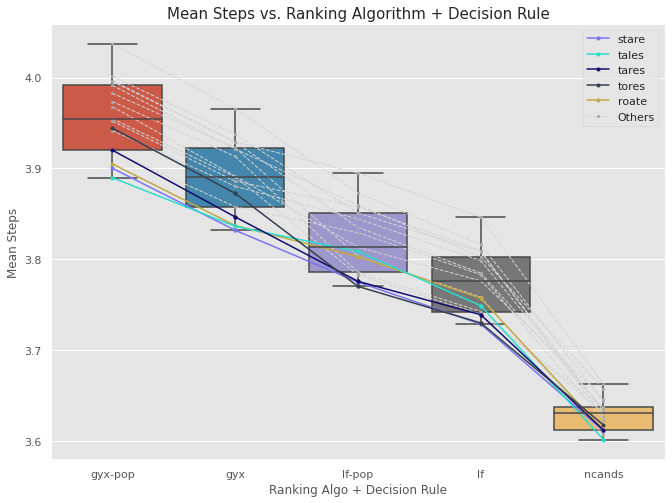 Mean Steps vs. Ranking Algorithm + Decision Rule
stare
tales
tares
tores
roate
Others
Mean Steps
4.0
3.9
3.8
3.7
3.6
gyx-pop
gyx
lf-pop
lf
ncands
Ranking Algo + Decision Rule